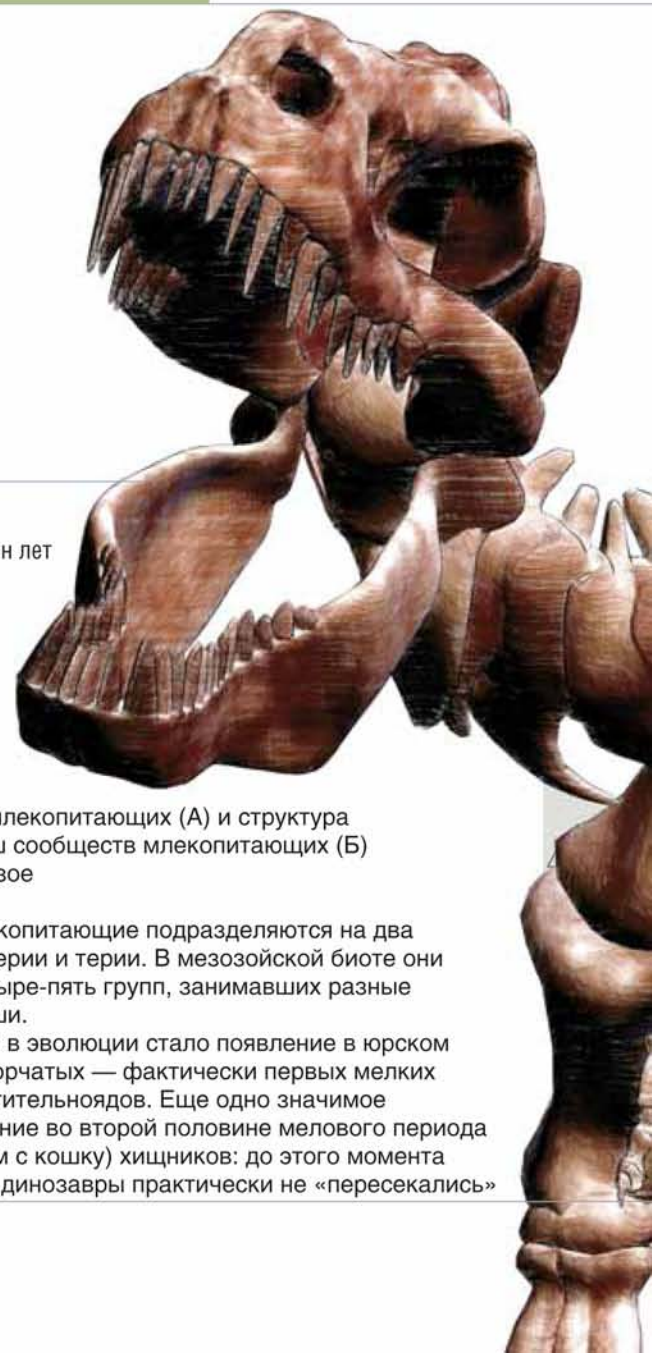 н лет
млекопитающих (А) и структура
сообществ млекопитающих (Б)
копитающие подразделяются на два
ерии и терии. В мезозойской биоте они
ыре-пять групп, занимавших разные
ши.
в эволюции стало появление в юрском
орчатых — фактически первых мелких
тительноядов. Еще одно значимое
ние во второй половине мелового периода
м с кошку) хищников: до этого момента
динозавры практически не «пересекались»